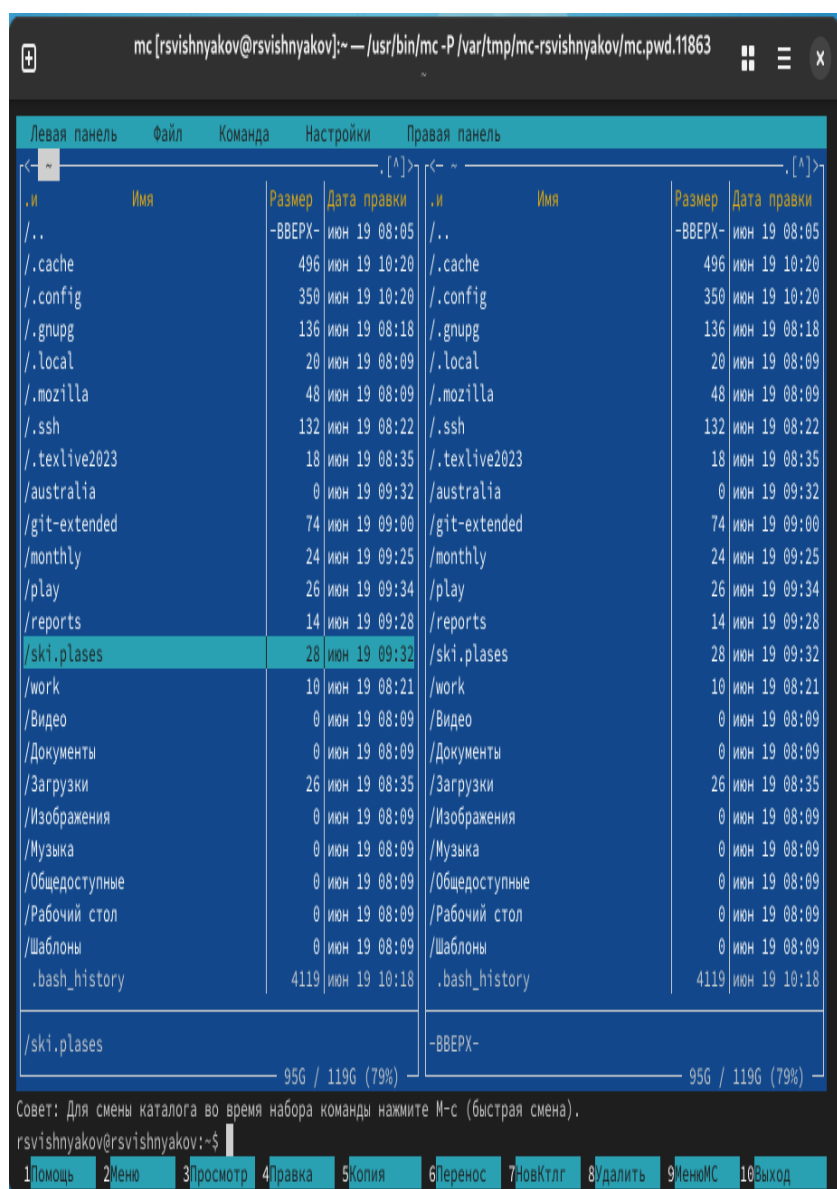 mc [rsvishnyakov@rsvishnyakov]:~ — /usr/bin/mc -P /var/tmp/mc-rsvishnyakov/mc.pwd.11863
~
Левая панель Файл Команда Настройки Правая панель
<- ~ .[^]> <- ~ .[^]>
.и Имя Размер Дата правки .и Имя Размер Дата правки
/.. -ВВЕРХ- июн 19 08:05 /.. -ВВЕРХ- июн 19 08:05
/.cache 496 июн 19 10:20 /.cache 496 июн 19 10:20
/.config 350 июн 19 10:20 /.config 350 июн 19 10:20
/.gnupg 136 июн 19 08:18 /.gnupg 136 июн 19 08:18
/.local 20 июн 19 08:09 /.local 20 июн 19 08:09
/.mozilla 48 июн 19 08:09 /.mozilla 48 июн 19 08:09
/.ssh 132 июн 19 08:22 /.ssh 132 июн 19 08:22
/.texlive2023 18 июн 19 08:35 /.texlive2023 18 июн 19 08:35
/australia 0 июн 19 09:32 /australia 0 июн 19 09:32
/git-extended 74 июн 19 09:00 /git-extended 74 июн 19 09:00
/monthly 24 июн 19 09:25 /monthly 24 июн 19 09:25
/play 26 июн 19 09:34 /play 26 июн 19 09:34
/reports 14 июн 19 09:28 /reports 14 июн 19 09:28
/ski.plases 28 июн 19 09:32 /ski.plases 28 июн 19 09:32
/work 10 июн 19 08:21 /work 10 июн 19 08:21
/Видео 0 июн 19 08:09 /Видео 0 июн 19 08:09
/Документы 0 июн 19 08:09 /Документы 0 июн 19 08:09
/Загрузки 26 июн 19 08:35 /Загрузки 26 июн 19 08:35
/Изображения 0 июн 19 08:09 /Изображения 0 июн 19 08:09
/Музыка 0 июн 19 08:09 /Музыка 0 июн 19 08:09
/Общедоступные 0 июн 19 08:09 /Общедоступные 0 июн 19 08:09
/Рабочий стол 0 июн 19 08:09 /Рабочий стол 0 июн 19 08:09
/Шаблоны 0 июн 19 08:09 /Шаблоны 0 июн 19 08:09
.bash_history 4119 июн 19 10:18 .bash_history 4119 июн 19 10:18
/ski.plases -ВВЕРХ-
95G / 119G (79%) 95G / 119G (79%)
Совет: Для смены каталога во время набора команды нажмите M-c (быстрая смена).
rsvishnyakov@rsvishnyakov:~$
1Помощь 2Меню 3Просмотр 4Правка 5Копия 6Перенос 7НовКтлг 8Удалить 9МенюМС 10Выход